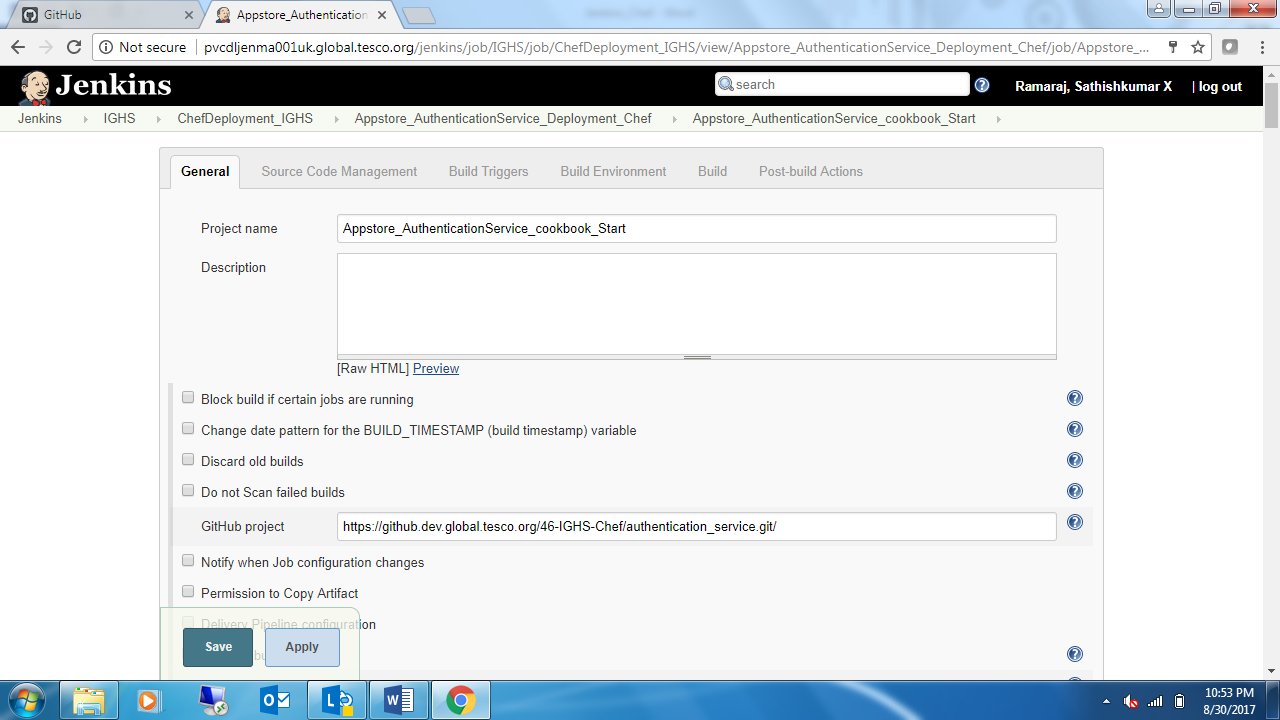 GitHub
Appstore_Authentication
Not secure
pvcdljenma001uk.global.tesco.org/jenkins/job/IGHS/job/ChefDeployment_IGHS/view/Appstore_AuthenticationService_Deployment_Chef/job/Appstore_...
Jenkins
search
Ramaraj, Sathishkumar X
| log out
Jenkins
IGHS
ChefDeployment_IGHS
Appstore_AuthenticationService_Deployment_Chef
Appstore_AuthenticationService_cookbook_Start
General
Source Code Management
Build Triggers
Build Environment
Build
Post-build Actions
Project name
Appstore_AuthenticationService_cookbook_Start
Description
[Raw HTML] Preview
Block build if certain jobs are running
Change date pattern for the BUILD_TIMESTAMP (build timestamp) variable
Discard old builds
Do not Scan failed builds
GitHub project
https://github.dev.global.tesco.org/46-IGHS-Chef/authentication_service.git/
Notify when Job configuration changes
Permission to Copy Artifact
Delivery Pipeline configuration
Save
Apply
10:53 PM
8/30/2017